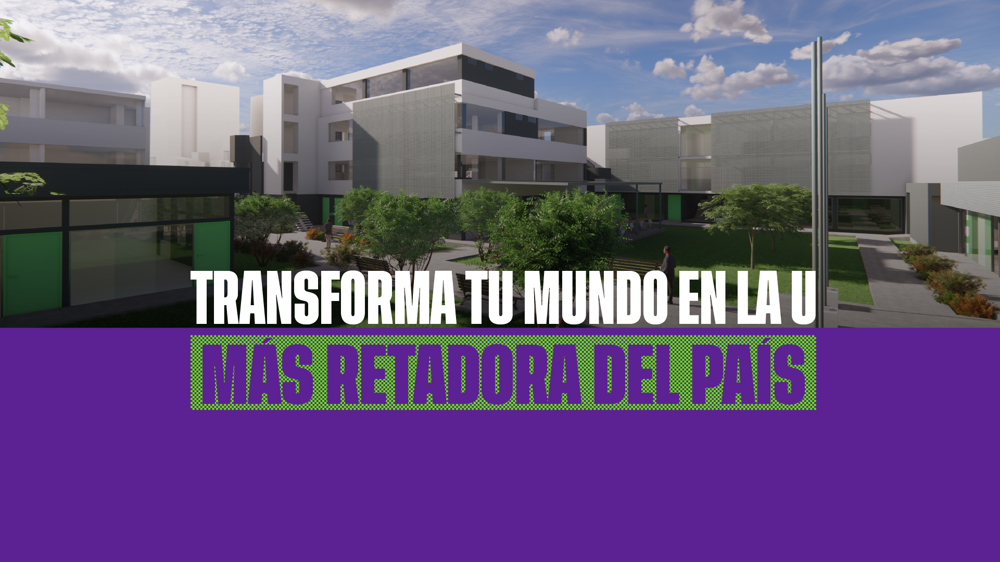 TRANSFORMA TU MUNDO EN LA U
MÁS RETADORA DEL PAÍS